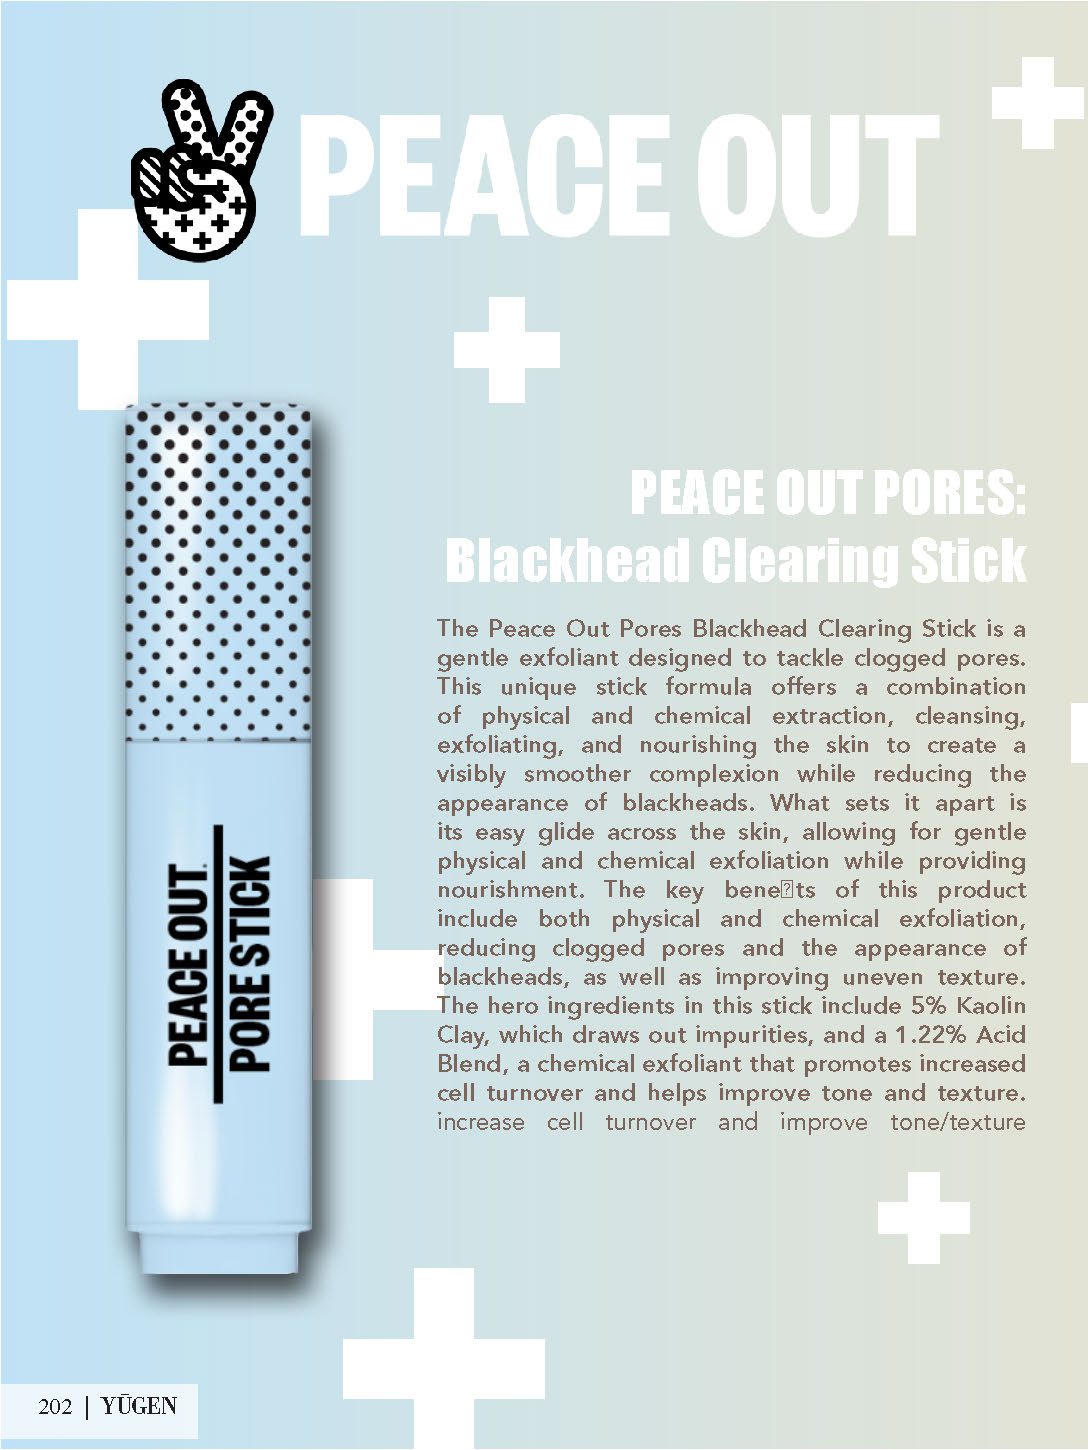 PEACE OUT
PEACE OUT PORES:
Blackhead Clearing Stick
The Peace Out Pores Blackhead Clearing Stick is a
gentle exfoliant designed to tackle clogged pores.
This unique stick formula offers a combination
of physical and chemical extraction, cleansing,
exfoliating, and nourishing the skin to create a
visibly smoother complexion while reducing the
appearance of blackheads. What sets it apart is
its easy glide across the skin, allowing for gentle
physical and chemical exfoliation while providing
nourishment. The key bene⍰ts of this product
include both physical and chemical exfoliation,
reducing clogged pores and the appearance of
blackheads, as well as improving uneven texture.
The hero ingredients in this stick include 5% Kaolin
Clay, which draws out impurities, and a 1.22% Acid
Blend, a chemical exfoliant that promotes increased
cell turnover and helps improve tone and texture.
increase cell turnover and improve tone/texture
PEACE OUT.
PORE STICK
202 | YŪGEN